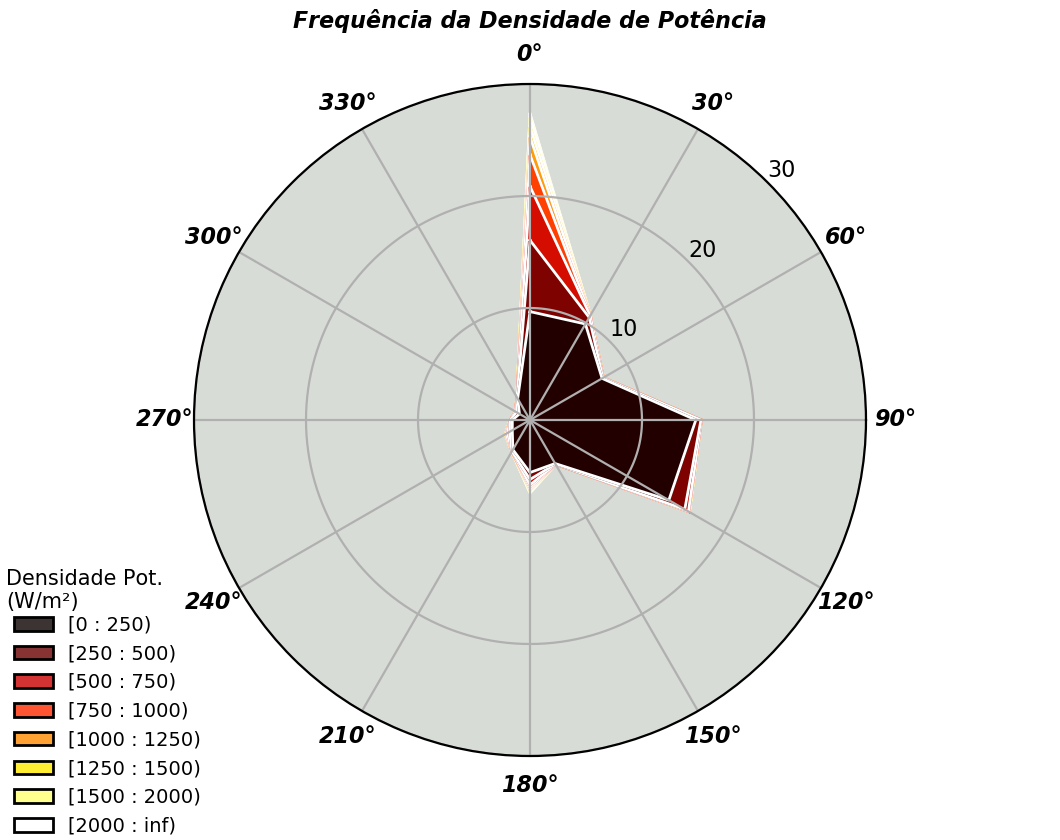 Frequência da Densidade de Potência
0°
330°
30°
30
300°
60°
20
10
270°
90°
240°
120°
210°
150°
180°
Densidade Pot.
(W/m²)
[0 : 250)
[250 : 500)
[500 : 750)
[750 : 1000)
[1000 : 1250)
[1250 : 1500)
[1500 : 2000)
[2000 : inf)